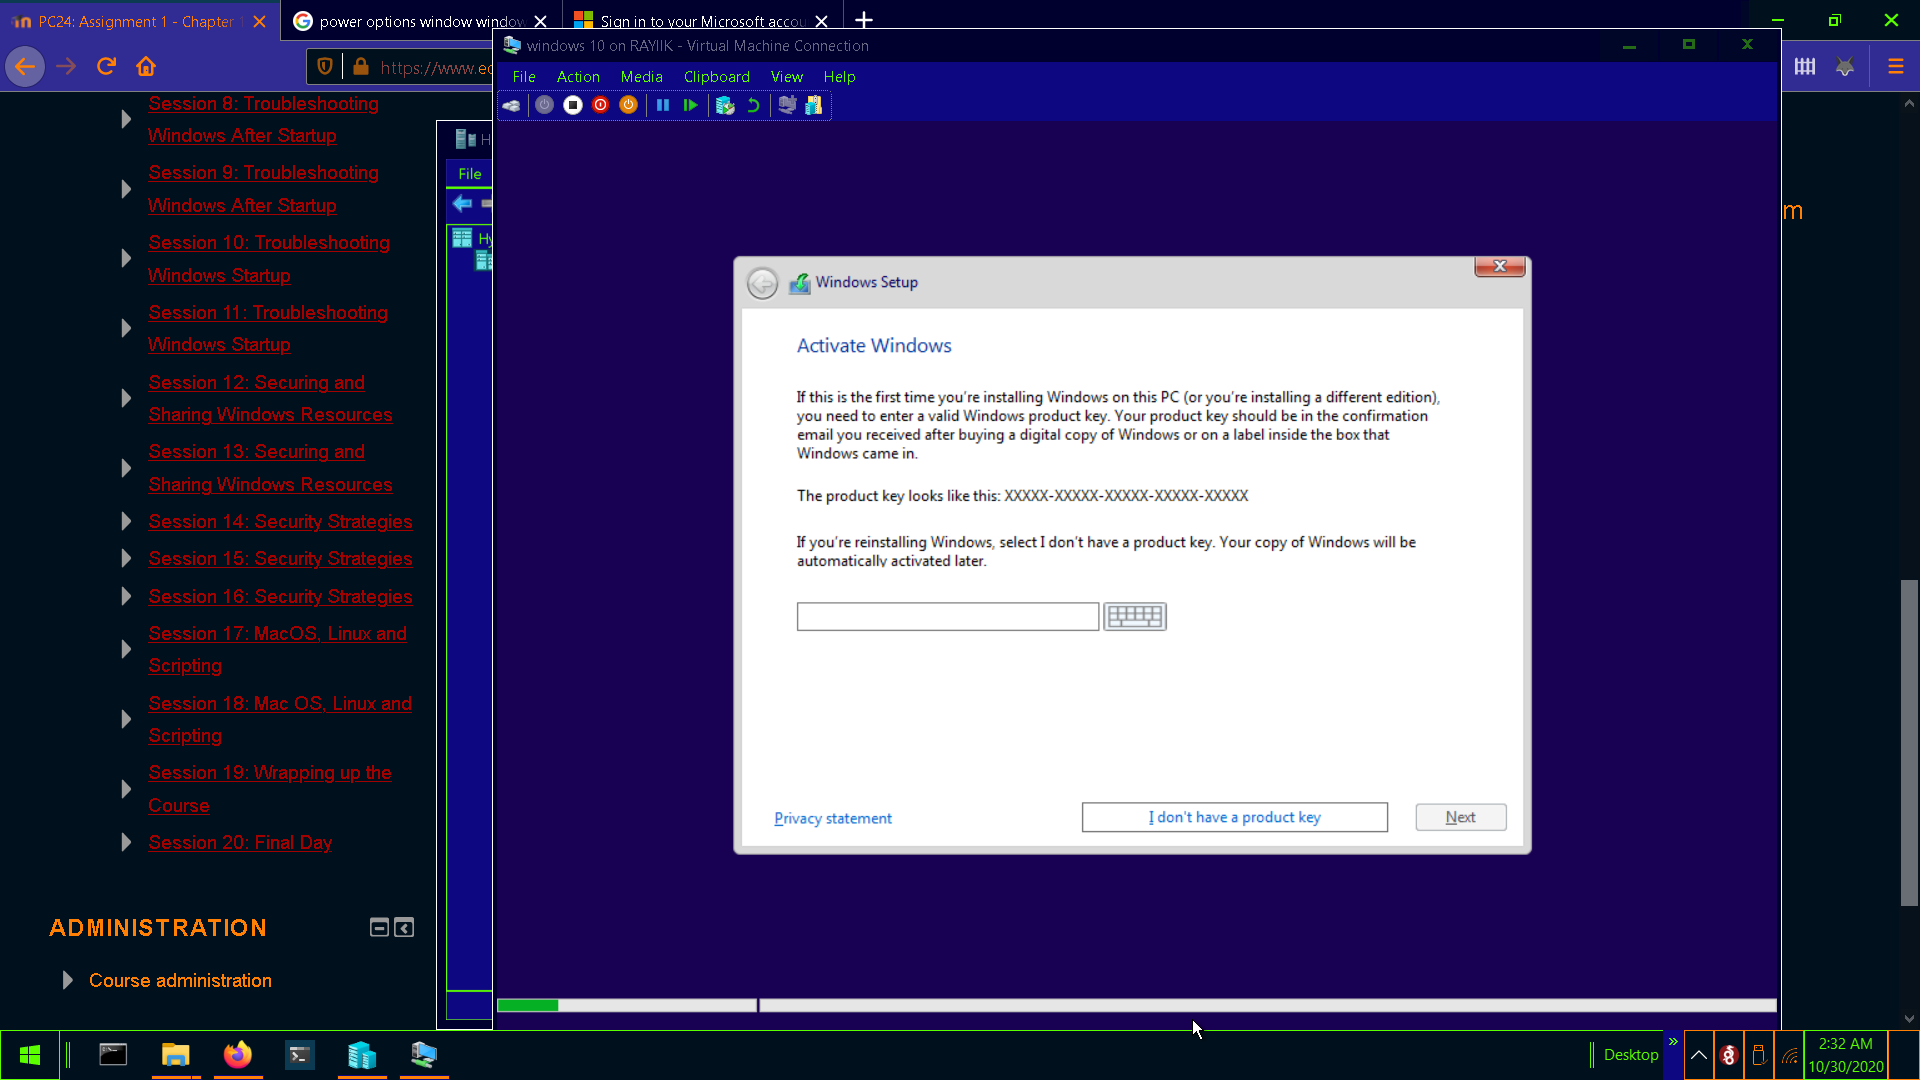 PC24: Assignment 1 - Chapter 1
power options window window
Sign in to your Microsoft accou
https://www.ec
windows 10 on RAYIIK - Virtual Machine Connection
File Action Media Clipboard View Help
Session 8: Troubleshooting
Windows After Startup
Session 9: Troubleshooting
Windows After Startup
Session 10: Troubleshooting
Windows Startup
Session 11: Troubleshooting
Windows Startup
Session 12: Securing and
Sharing Windows Resources
Session 13: Securing and
Sharing Windows Resources
Session 14: Security Strategies
Session 15: Security Strategies
Session 16: Security Strategies
Session 17: MacOS, Linux and
Scripting
Session 18: Mac OS, Linux and
Scripting
Session 19: Wrapping up the
Course
Session 20: Final Day
ADMINISTRATION
Course administration
H
File
Hy
m
Windows Setup
Activate Windows
If this is the first time you're installing Windows on this PC (or you're installing a different edition),
you need to enter a valid Windows product key. Your product key should be in the confirmation
email you received after buying a digital copy of Windows or on a label inside the box that
Windows came in.
The product key looks like this: XXXXX-XXXXX-XXXXX-XXXXX-XXXXX
If you're reinstalling Windows, select I don't have a product key. Your copy of Windows will be
automatically activated later.
Privacy statement
I don't have a product key
Next
Desktop
2:32 AM
10/30/2020